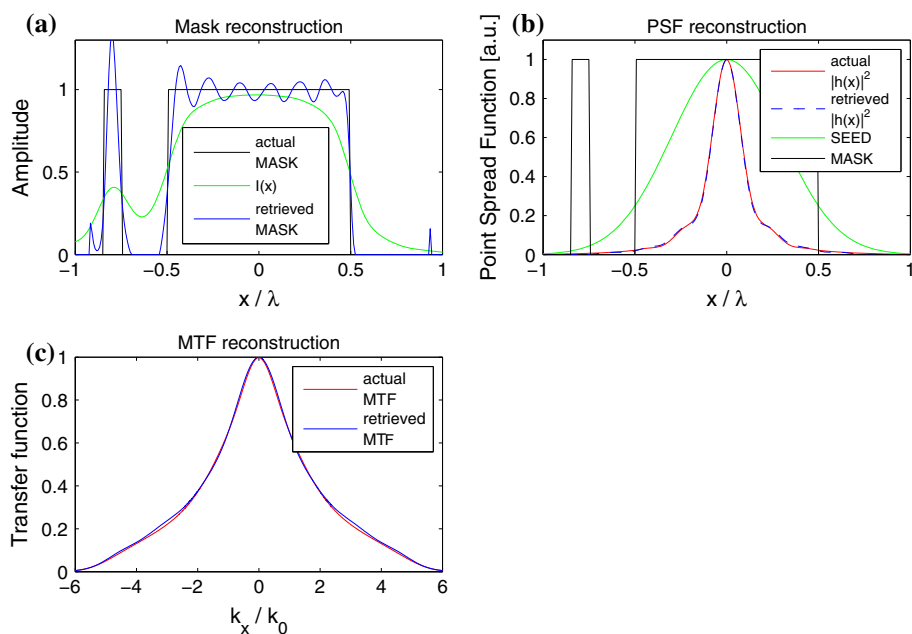 (a)
Mask reconstruction
Amplitude
1
0.5
0
actual
MASK
I(x)
retrieved
MASK
−1
−0.5
0
0.5
1
x / λ
(b)
PSF reconstruction
Point Spread Function [a.u.]
1
0.8
0.6
0.4
0.2
0
actual
|h(x)|²
retrieved
|h(x)|²
SEED
MASK
−1
−0.5
0
0.5
1
x / λ
(c)
MTF reconstruction
Transfer function
1
0.8
0.6
0.4
0.2
0
actual
MTF
retrieved
MTF
−6
−4
−2
0
2
4
6
k_x / k_0